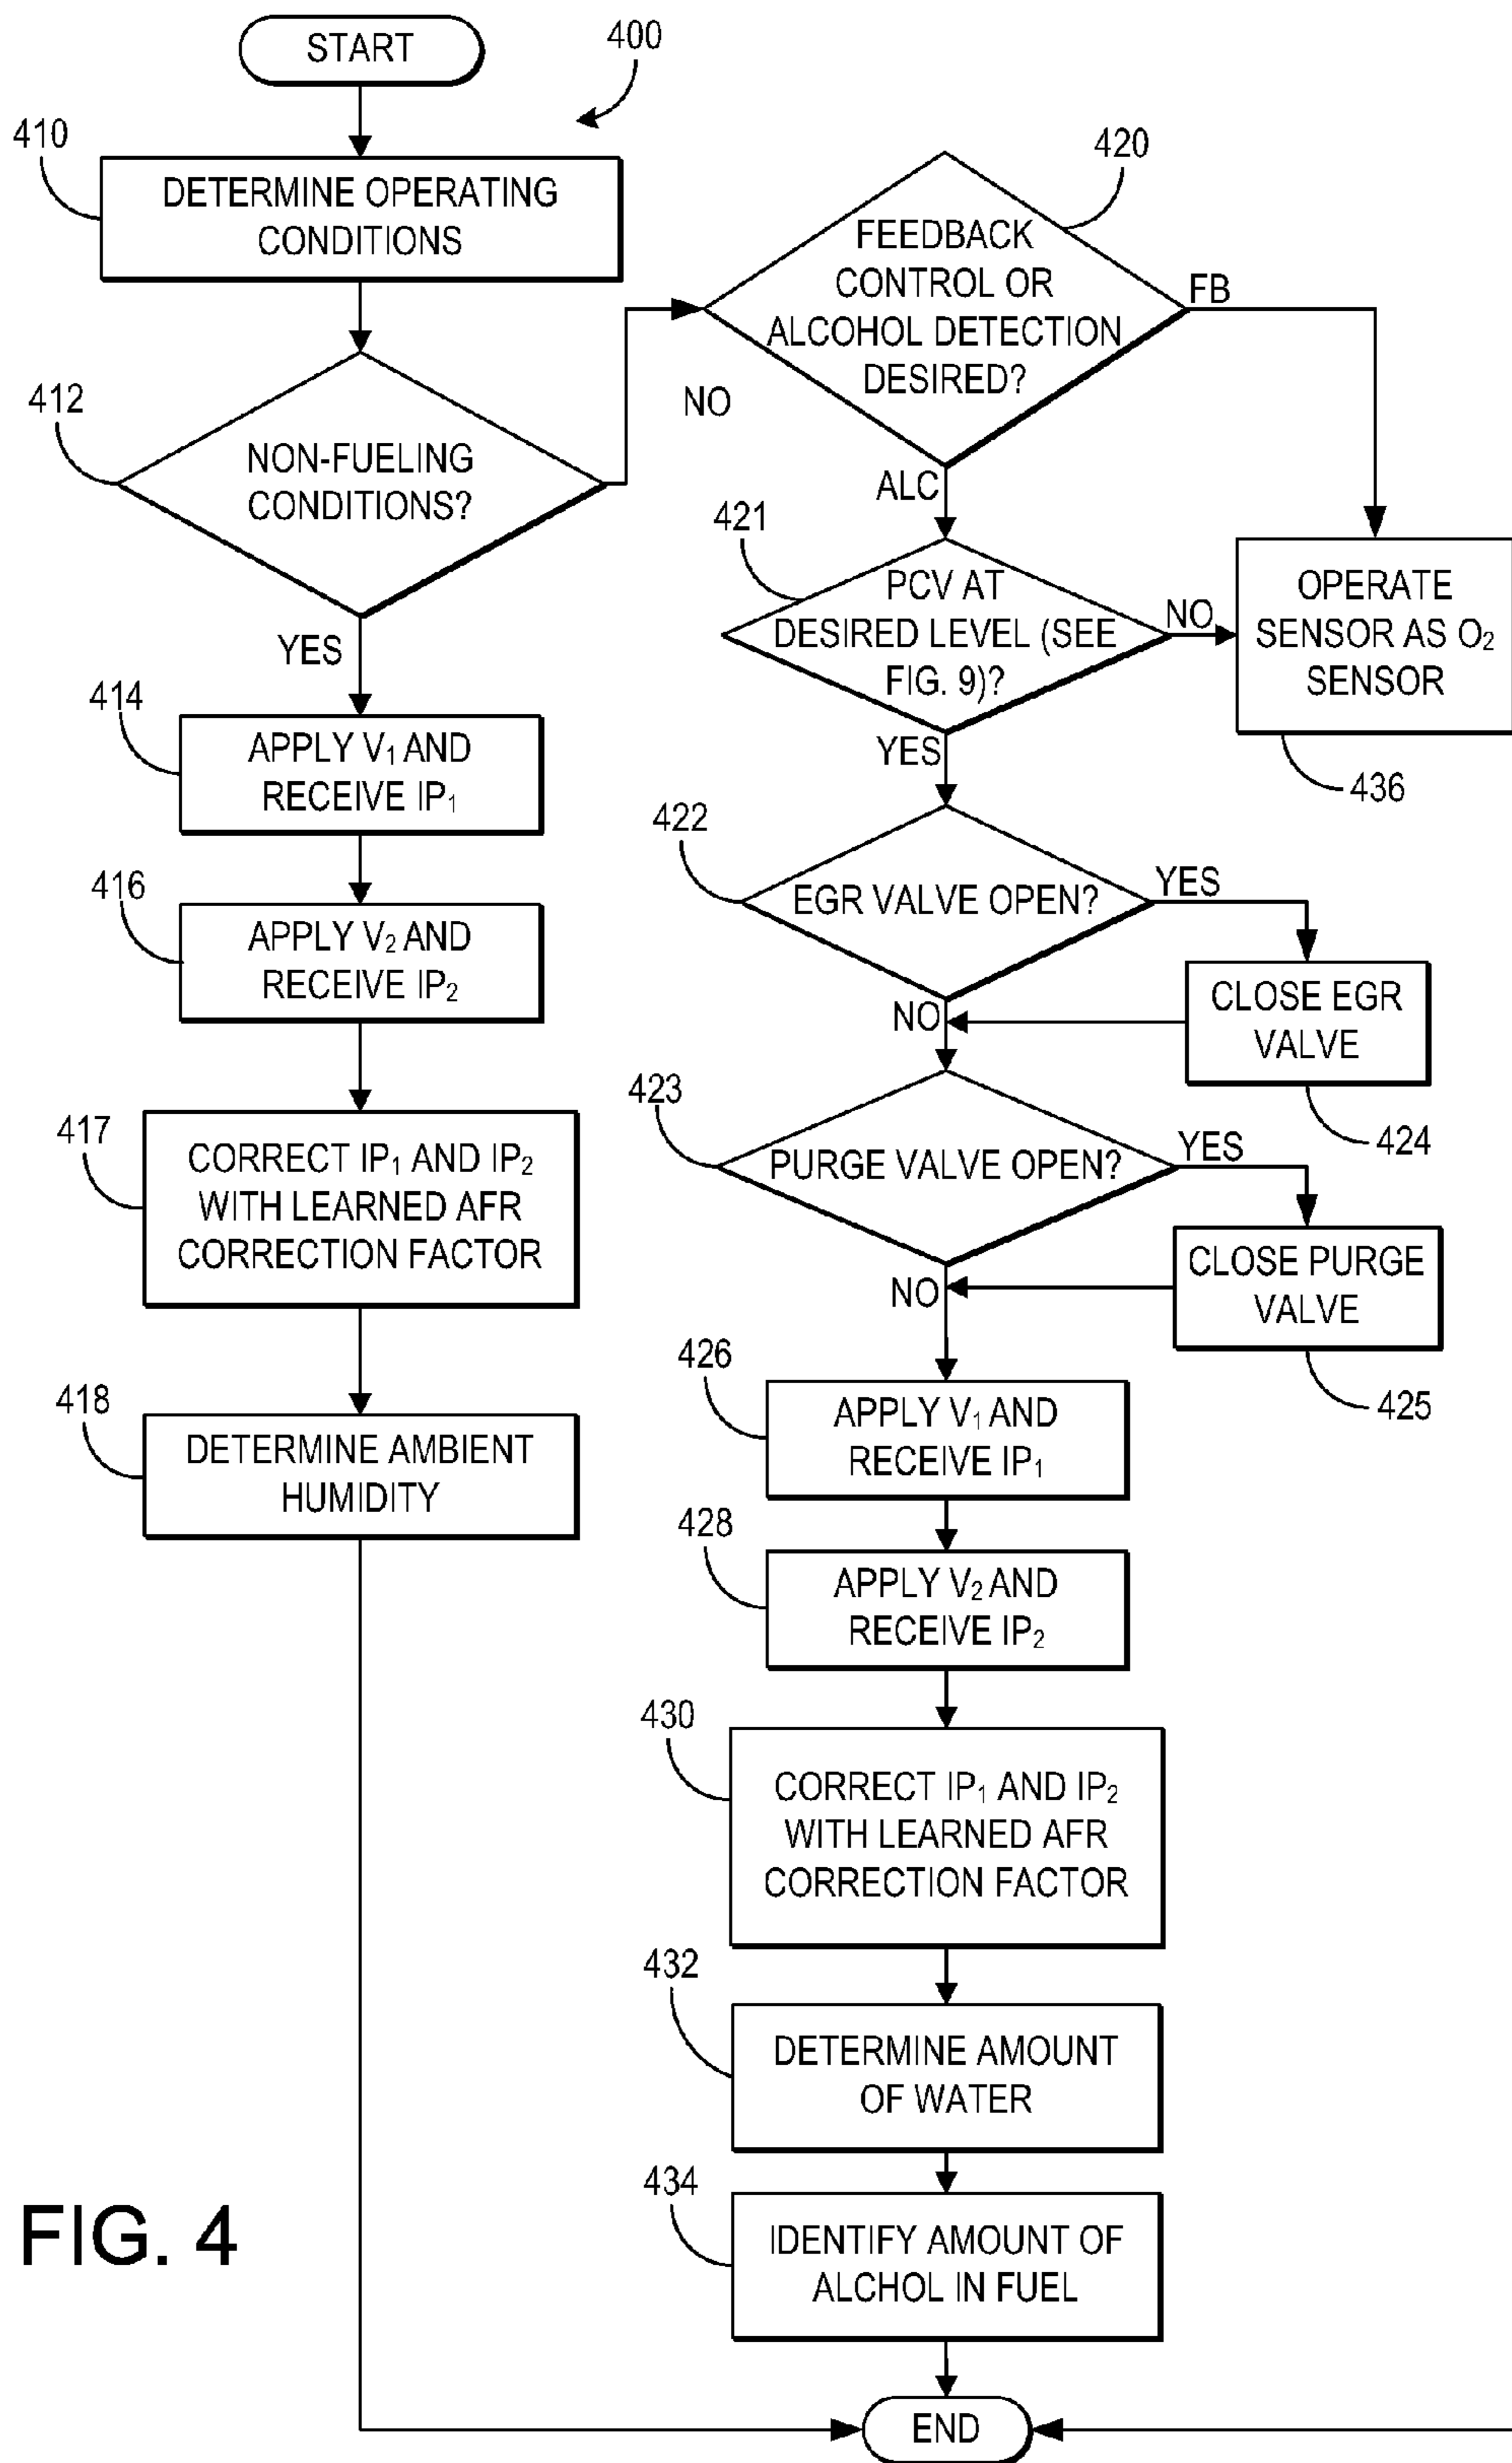 START
400
410
DETERMINE OPERATING
CONDITIONS
412
NON-FUELING
CONDITIONS?
NO
YES
414
APPLY V₁ AND
RECEIVE IP₁
416
APPLY V₂ AND
RECEIVE IP₂
417
CORRECT IP₁ AND IP₂
WITH LEARNED AFR
CORRECTION FACTOR
418
DETERMINE AMBIENT
HUMIDITY
420
FEEDBACK
CONTROL OR
ALCOHOL DETECTION
DESIRED?
FB
ALC
421
PCV AT
DESIRED LEVEL (SEE
FIG. 9)?
NO
YES
OPERATE
SENSOR AS O₂
SENSOR
436
422
EGR VALVE OPEN?
YES
NO
CLOSE EGR
VALVE
424
423
PURGE VALVE OPEN?
YES
NO
CLOSE PURGE
VALVE
425
426
APPLY V₁ AND
RECEIVE IP₁
428
APPLY V₂ AND
RECEIVE IP₂
430
CORRECT IP₁ AND IP₂
WITH LEARNED AFR
CORRECTION FACTOR
432
DETERMINE AMOUNT
OF WATER
434
IDENTIFY AMOUNT OF
ALCHOL IN FUEL
END
FIG. 4